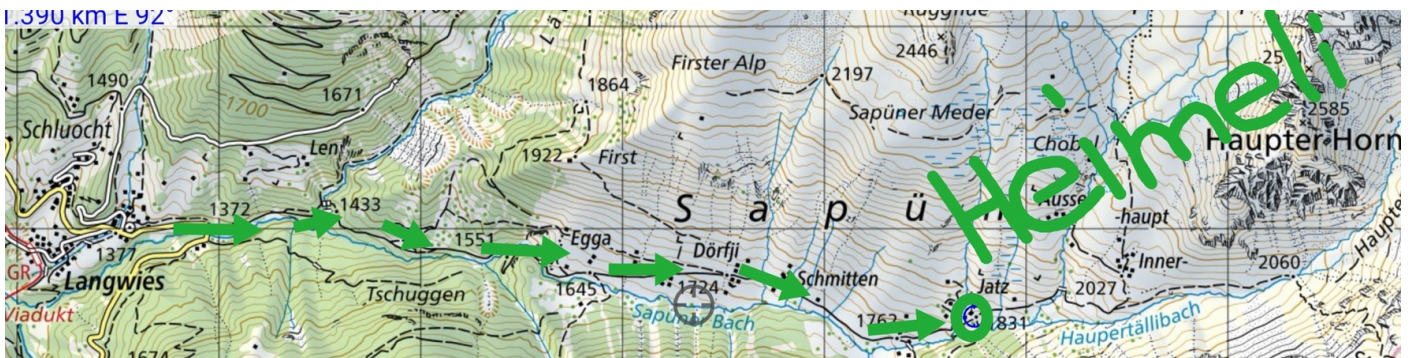 1.390 km E 92°
2446
Firster Alp
1864
2197
1490
1671
1700
2585
Sapüner Meder
Schluocht
Haupter Horn
Len
1922
First
Heimeli
1372
1433
S a p ü n
-haupt
1551
Egga
Dörfji
1377
Inner-
2060
Langwies
GR
Schmitten
Tschuggen
1645
1724
Jatz
2027
Viadukt
Sapüner Bach
1762
1831
Haupertällibach
1674